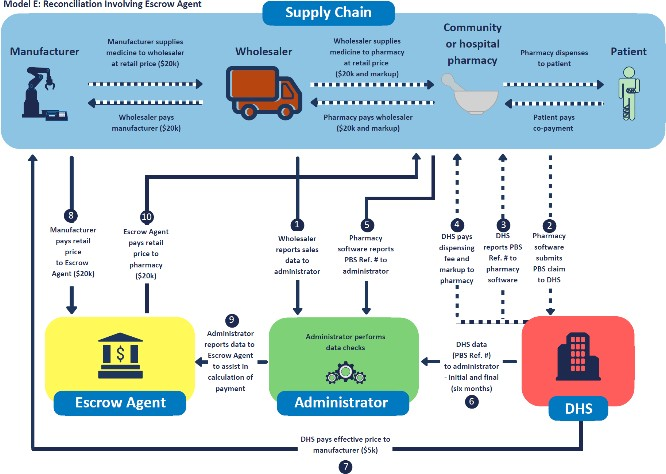 Model E: Reconciliation Involving Escrow Agent
Supply Chain
Manufacturer
Manufacturer supplies
medicine to wholesaler
at retail price ($20k)
Wholesaler pays
manufacturer ($20k)
Wholesaler
Wholesaler supplies
medicine to pharmacy
at retail price
($20k and markup)
Pharmacy pays wholesaler
($20k and markup)
Community
or hospital
pharmacy
Pharmacy dispenses
to patient
Patient pays
co-payment
Patient
8
Manufacturer
pays retail
price
to Escrow
Agent ($20k)
10
Escrow Agent
pays retail
price to
pharmacy
($20k)
1
Wholesaler
reports sales
data to
administrator
5
Pharmacy
software reports
PBS Ref. # to
administrator
4
DHS pays
dispensing
fee and
markup to
pharmacy
3
DHS
reports PBS
Ref. # to
pharmacy
software
2
Pharmacy
software
submits
PBS claim
to DHS
$
Escrow Agent
9
Administrator
reports data to
Escrow Agent
to assist in
calculation of
payment
Administrator performs
data checks
Administrator
DHS data
(PBS Ref. #)
to administrator
- initial and final
(six months)
6
DHS
DHS pays effective price to
manufacturer ($5k)
7